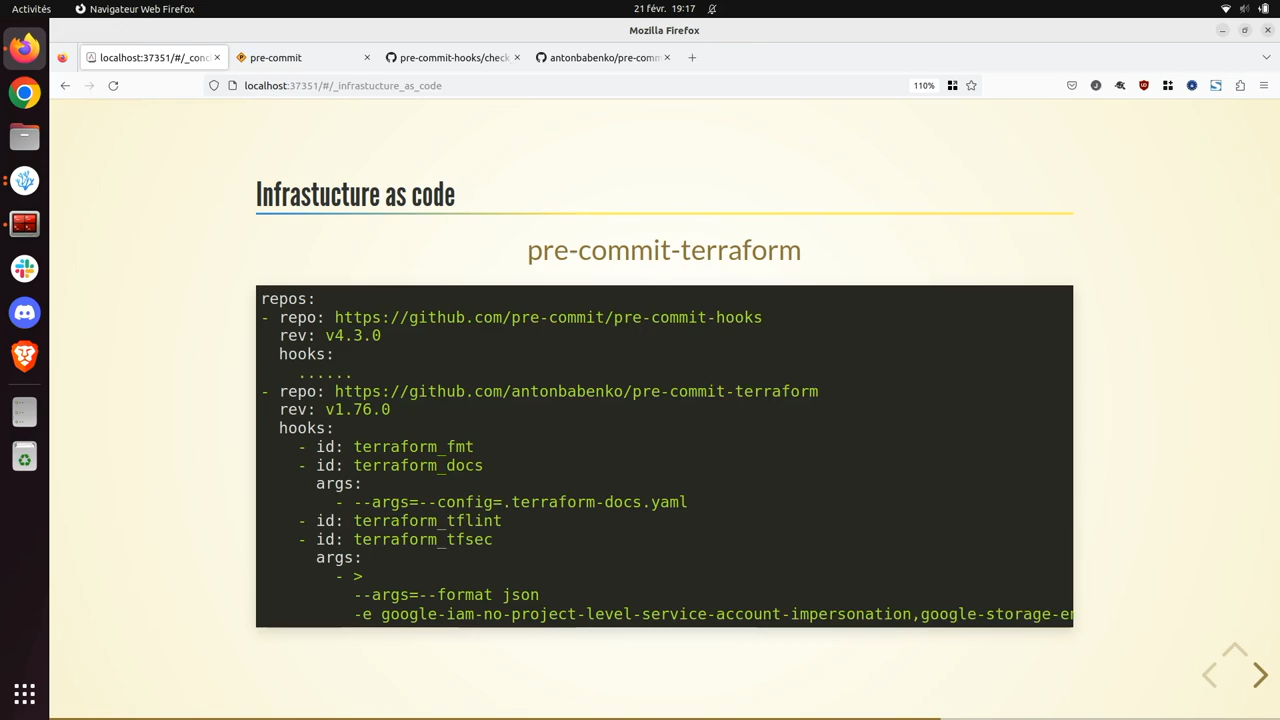 Activités
Navigateur Web Firefox
21 févr. 19:17
Mozilla Firefox
localhost:37351/#/_conc
pre-commit
pre-commit-hooks/check
antonbabenko/pre-comm
localhost:37351/#/_infrastucture_as_code
110%
Infrastucture as code
pre-commit-terraform
repos:
- repo: https://github.com/pre-commit/pre-commit-hooks
rev: v4.3.0
hooks:
......
- repo: https://github.com/antonbabenko/pre-commit-terraform
rev: v1.76.0
hooks:
- id: terraform_fmt
- id: terraform_docs
args:
- --args=--config=.terraform-docs.yaml
- id: terraform_tflint
- id: terraform_tfsec
args:
- >
--args=--format json
-e google-iam-no-project-level-service-account-impersonation,google-storage-en